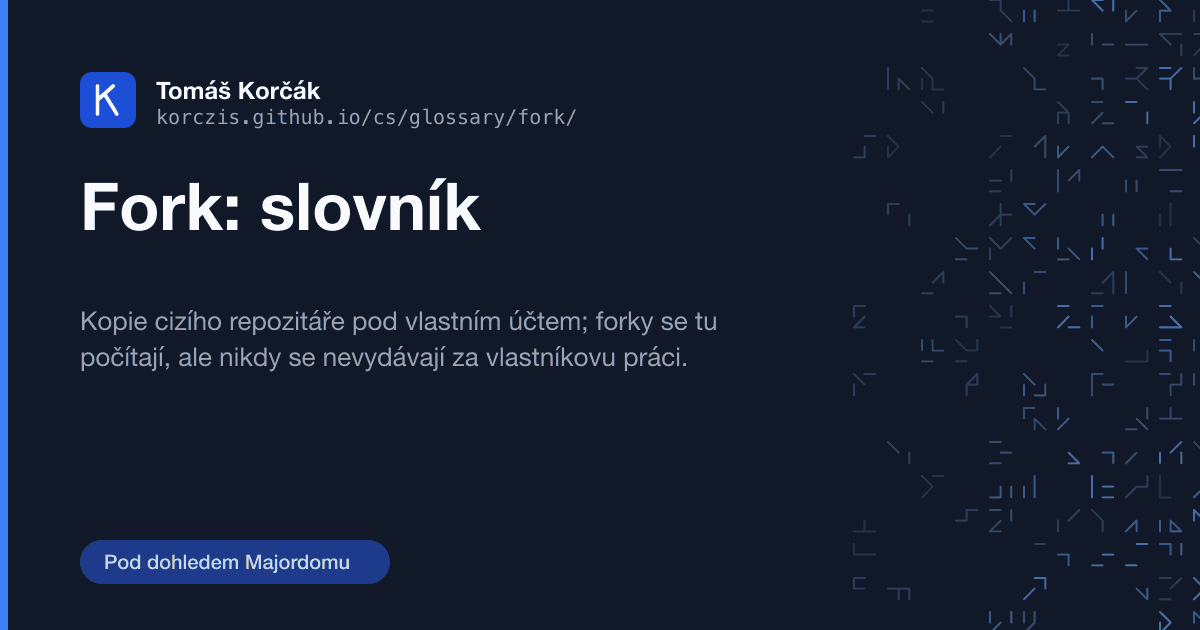 Tomáš Korčák
korczis.github.io/cs/glossary/fork/
Fork: slovník
Kopie cizího repozitáře pod vlastním účtem; forky se tu
počítají, ale nikdy se nevydávají za vlastníkovu práci.
Pod dohledem Majordomu